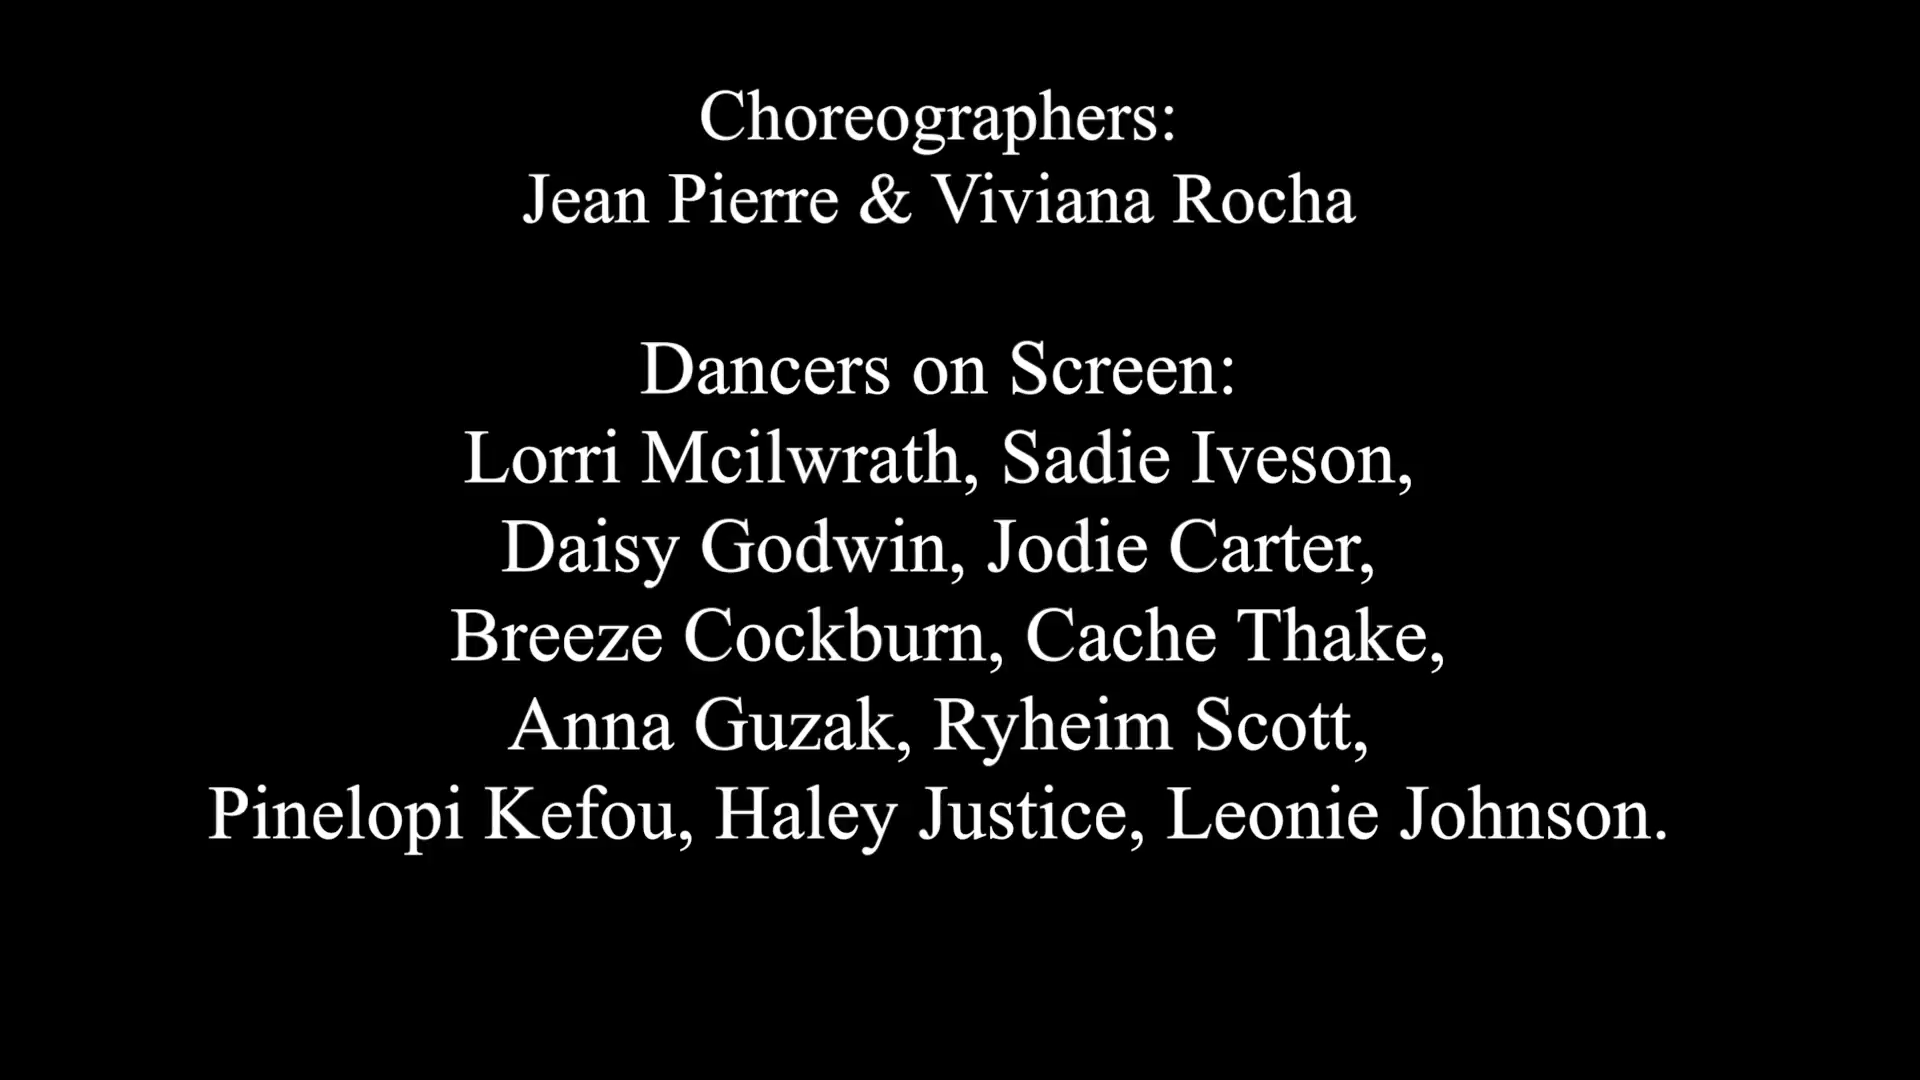 Choreographers:
Jean Pierre & Viviana Rocha
Dancers on Screen:
Lorri Mcilwrath, Sadie Iveson,
Daisy Godwin, Jodie Carter,
Breeze Cockburn, Cache Thake,
Anna Guzak, Ryheim Scott,
Pinelopi Kefou, Haley Justice, Leonie Johnson.